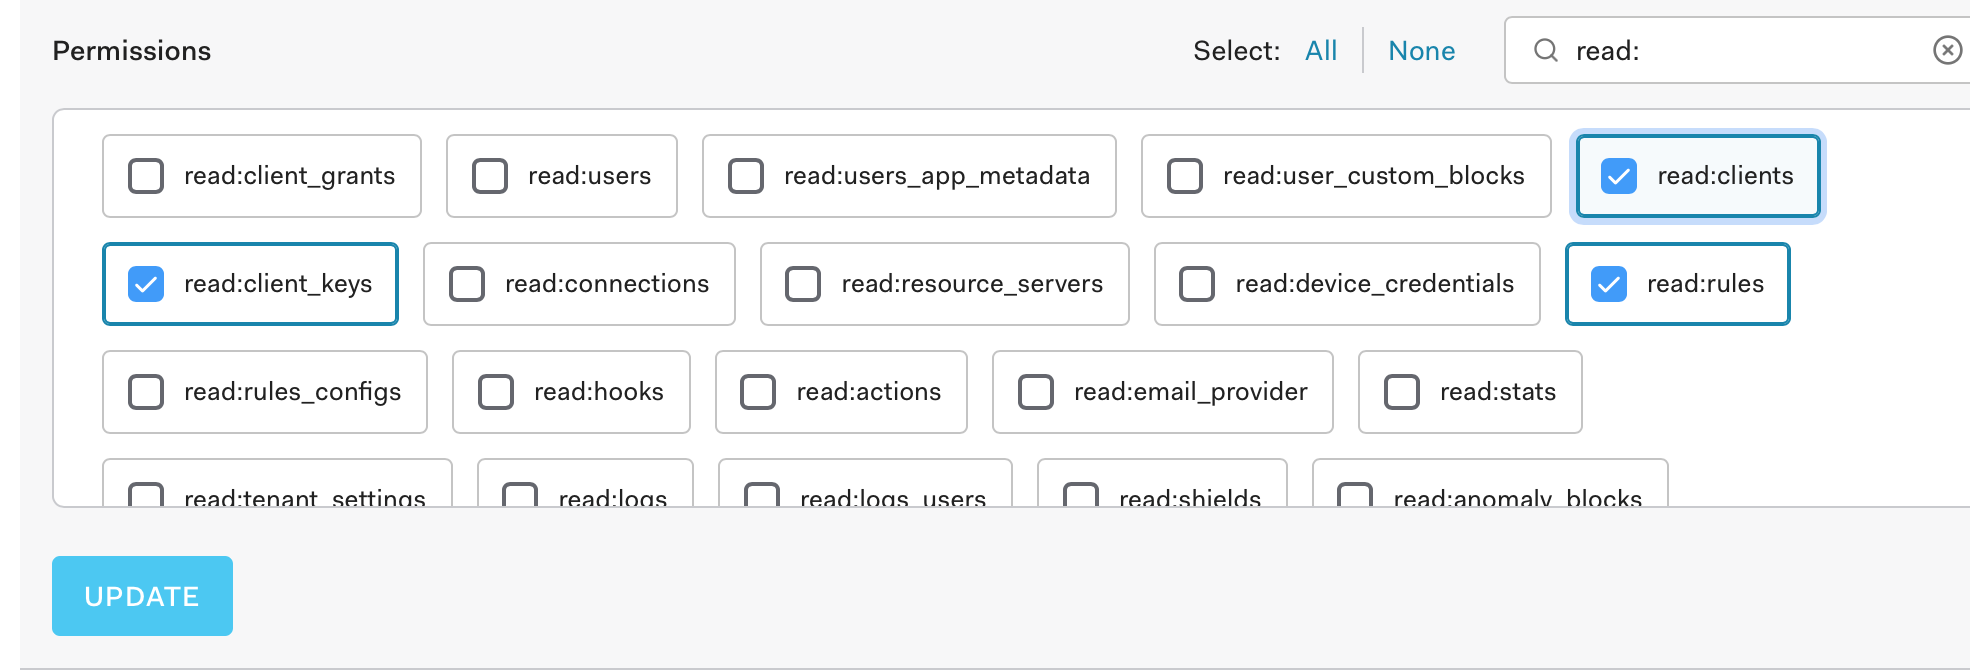 Permissions Select: All None read:
read:client_grants read:users read:users_app_metadata read:user_custom_blocks read:clients
read:client_keys read:connections read:resource_servers read:device_credentials read:rules
read:rules_configs read:hooks read:actions read:email_provider read:stats
read:tenant_settings read:logs read:logs_users read:shields read:anomaly_blocks
UPDATE